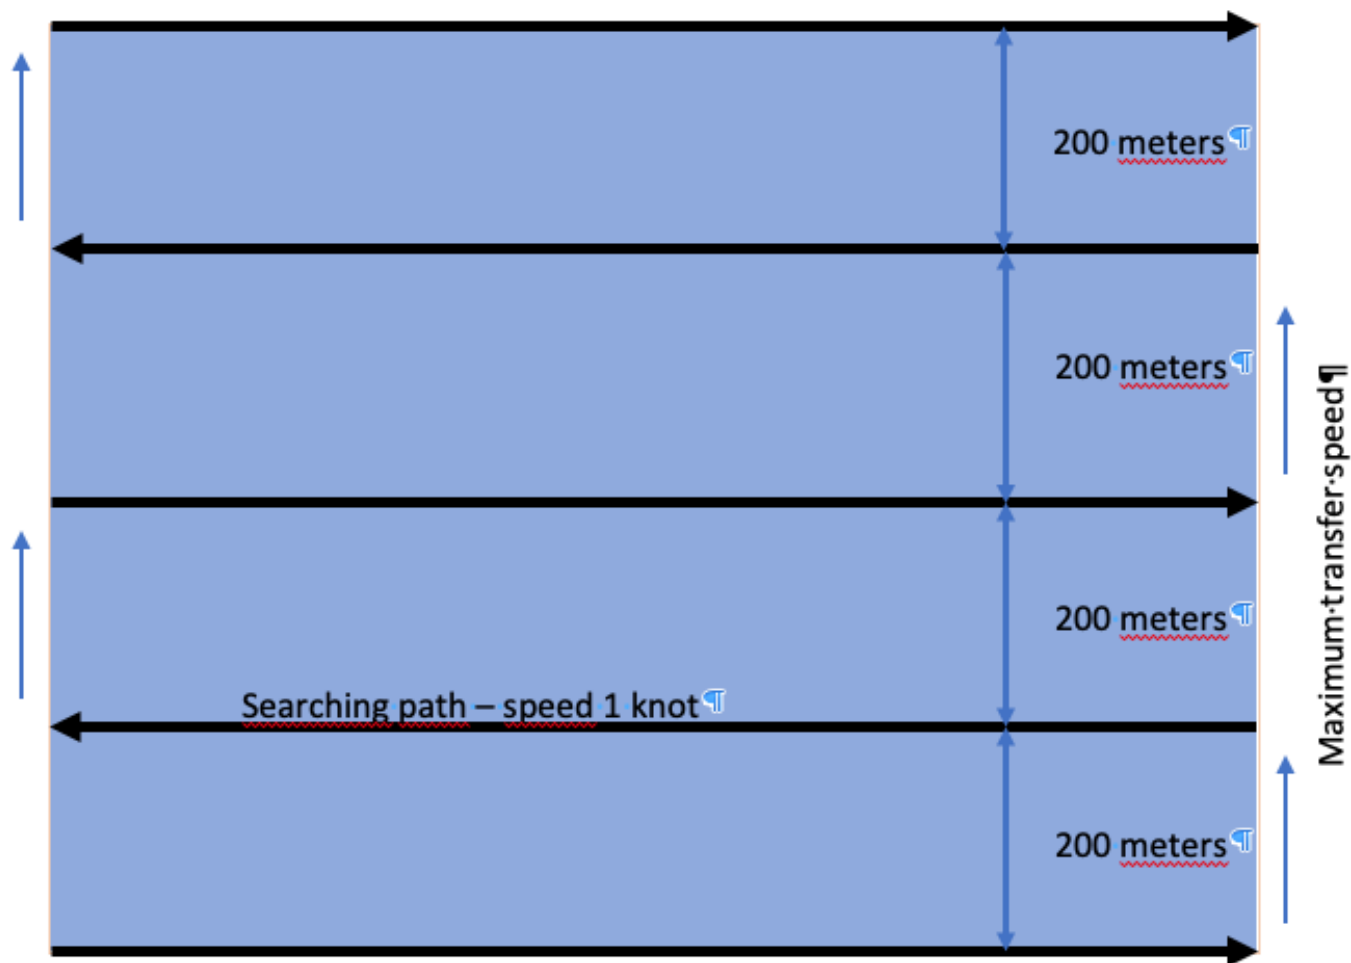 200 meters¶
200 meters¶
Maximum·transfer·speed¶
200 meters¶
Searching path – speed 1 knot¶
200 meters¶